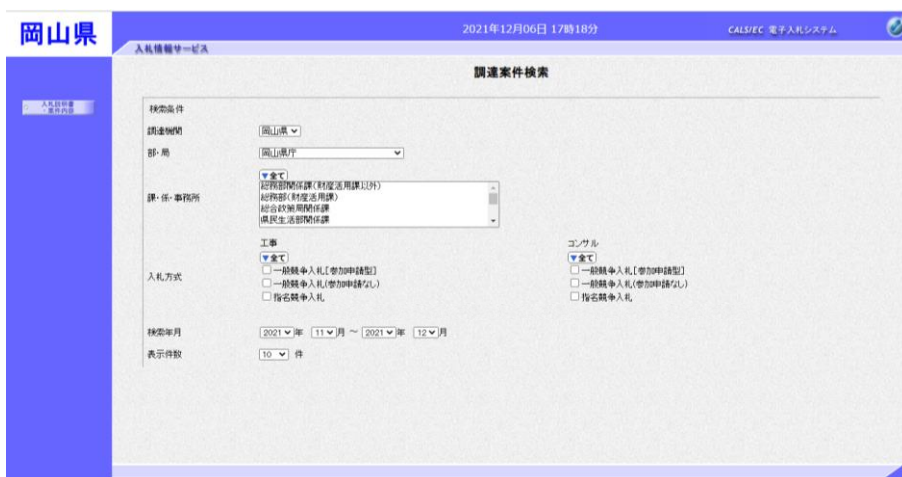 岡山県
2021年12月06日 17時18分
CALS/EC 電子入札システム
入札情報サービス
調達案件検索
入札説明書
・案件内容
検索条件
調達機関 岡山県
部・局 岡山県庁
▼全て
課・係・事務所
総務部関係課(財産活用課以外)
総務部(財産活用課)
総合政策局関係課
県民生活部関係課
工事 コンサル
▼全て ▼全て
入札方式
一般競争入札[参加申請型] 一般競争入札[参加申請型]
一般競争入札(参加申請なし) 一般競争入札(参加申請なし)
指名競争入札 指名競争入札
検索年月 2021 年 11 月 ~ 2021 年 12 月
表示件数 10 件